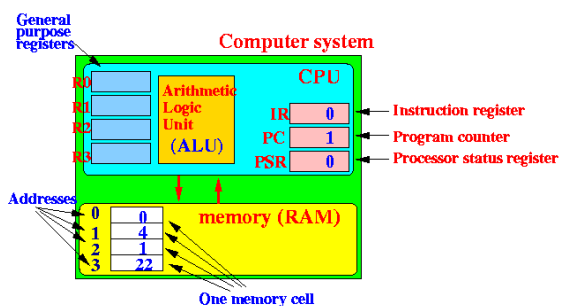 General
purpose
registers
Computer system
CPU
R0
R1
R2
R3
Arithmetic
Logic
Unit
(ALU)
IR 0
PC 1
PSR 0
Instruction register
Program counter
Processor status register
Addresses
memory (RAM)
0 0
1 4
2 1
3 22
One memory cell